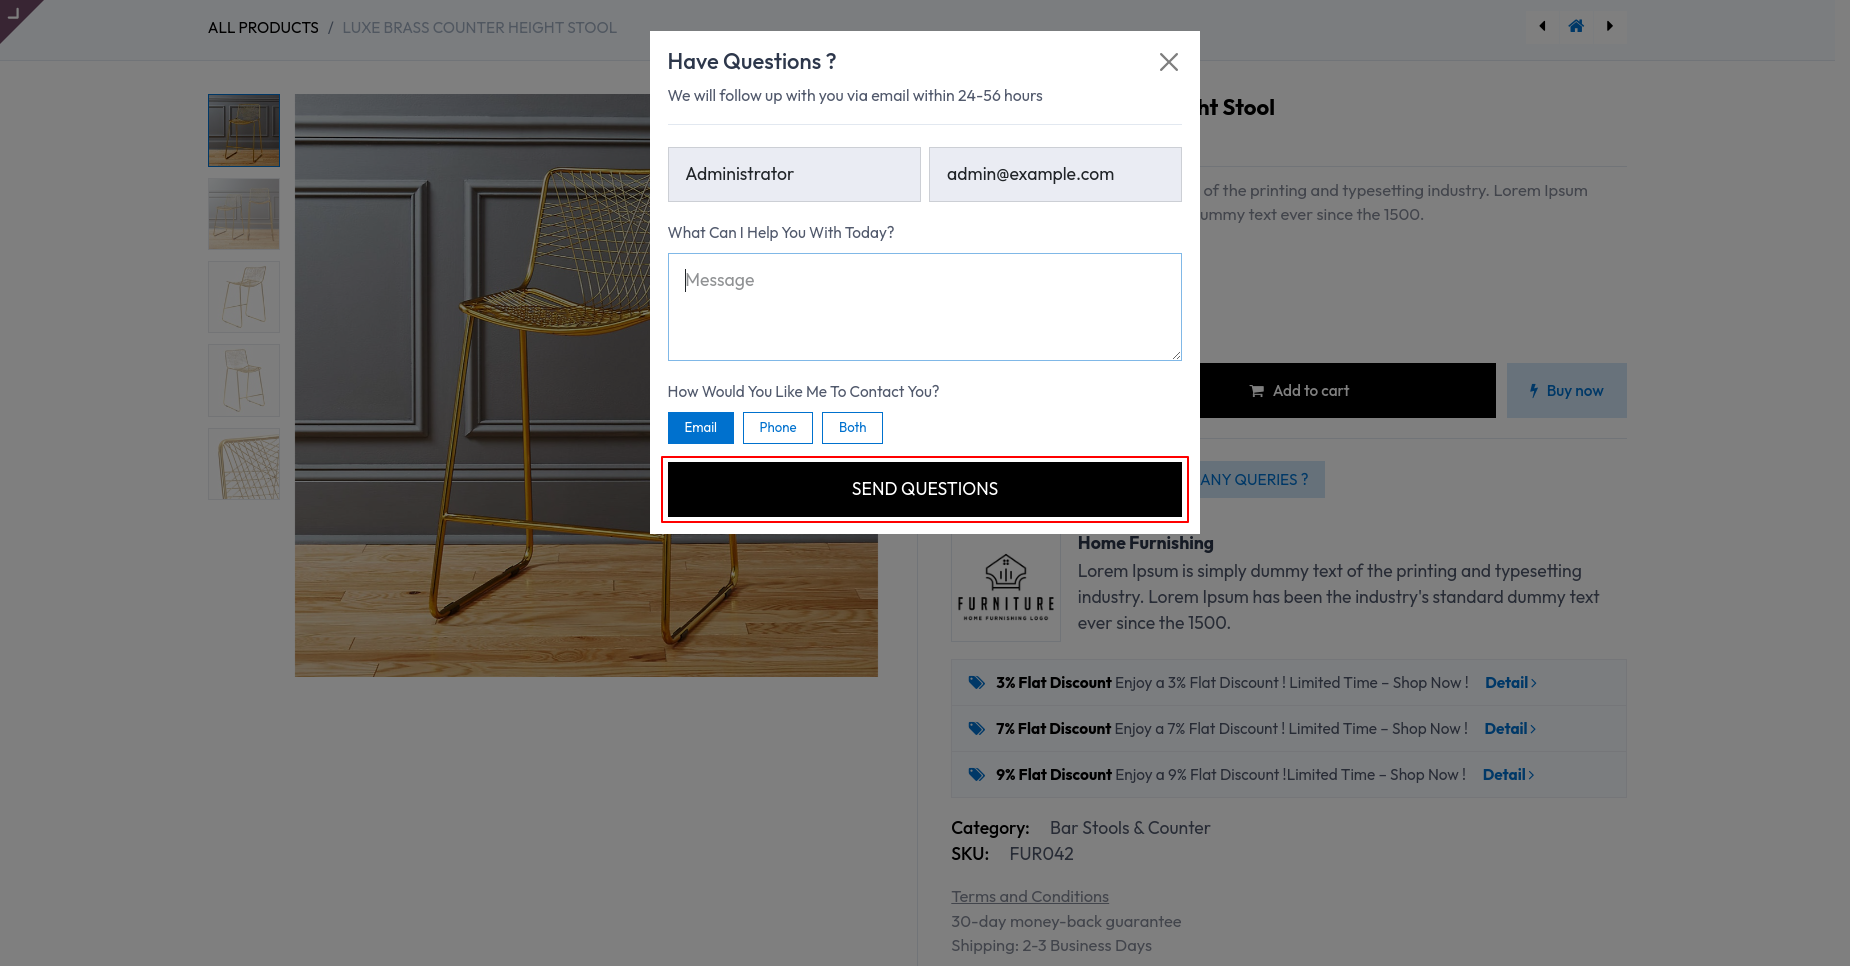 ALL PRODUCTS / LUXE BRASS COUNTER HEIGHT STOOL
Have Questions ?
We will follow up with you via email within 24-56 hours
Administrator
admin@example.com
What Can I Help You With Today?
Message
How Would You Like Me To Contact You?
Email
Phone
Both
SEND QUESTIONS
ht Stool
of the printing and typesetting industry. Lorem Ipsum
ummy text ever since the 1500.
Add to cart
Buy now
ANY QUERIES ?
FURNITURE
HOME FURNISHING LOGO
Home Furnishing
Lorem Ipsum is simply dummy text of the printing and typesetting
industry. Lorem Ipsum has been the industry's standard dummy text
ever since the 1500.
3% Flat Discount Enjoy a 3% Flat Discount ! Limited Time – Shop Now ! Detail
7% Flat Discount Enjoy a 7% Flat Discount ! Limited Time – Shop Now ! Detail
9% Flat Discount Enjoy a 9% Flat Discount !Limited Time – Shop Now ! Detail
Category: Bar Stools & Counter
SKU: FUR042
Terms and Conditions
30-day money-back guarantee
Shipping: 2-3 Business Days